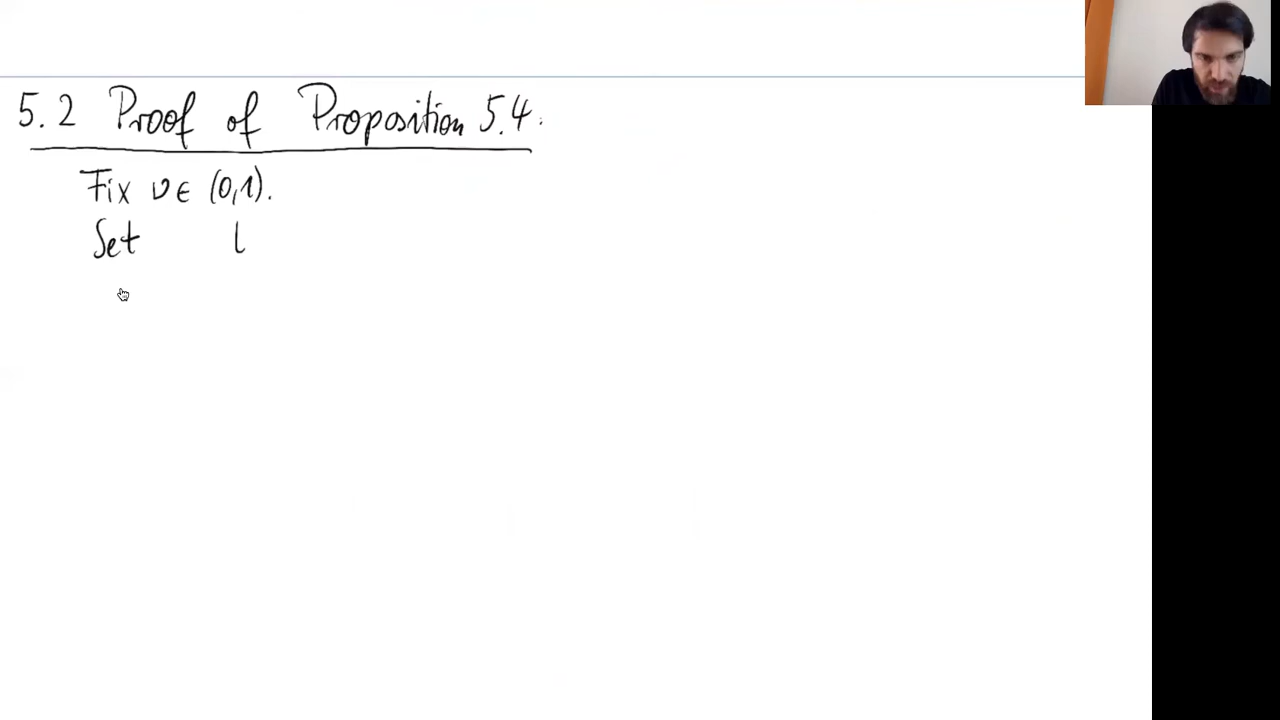 5.2 Proof of Proposition 5.4.
Fix ν ∈ (0,1).
Set l